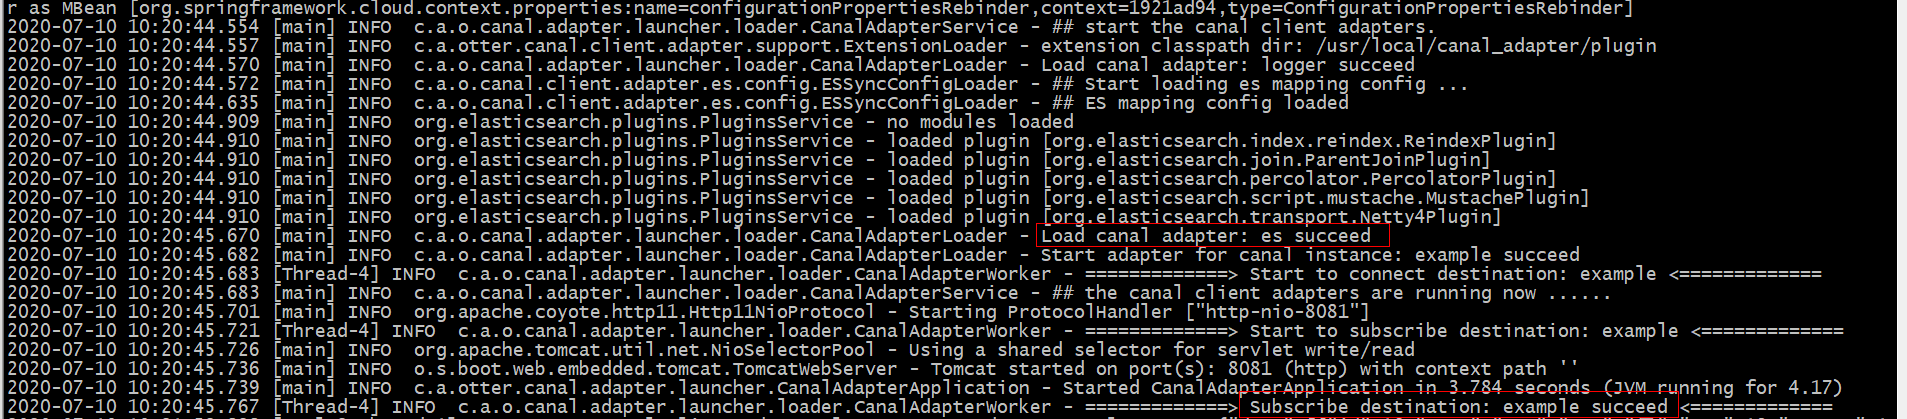 r as MBean [org.springframework.cloud.context.properties:name=configurationPropertiesRebinder,context=1921ad94,type=ConfigurationPropertiesRebinder]
2020-07-10 10:20:44.554 [main] INFO  c.a.o.canal.adapter.launcher.loader.CanalAdapterService - ## start the canal client adapters.
2020-07-10 10:20:44.557 [main] INFO  c.a.otter.canal.client.adapter.support.ExtensionLoader - extension classpath dir: /usr/local/canal_adapter/plugin
2020-07-10 10:20:44.570 [main] INFO  c.a.o.canal.adapter.launcher.loader.CanalAdapterLoader - Load canal adapter: logger succeed
2020-07-10 10:20:44.572 [main] INFO  c.a.o.canal.client.adapter.es.config.ESSyncConfigLoader - ## Start loading es mapping config ...
2020-07-10 10:20:44.635 [main] INFO  c.a.o.canal.client.adapter.es.config.ESSyncConfigLoader - ## ES mapping config loaded
2020-07-10 10:20:44.909 [main] INFO  org.elasticsearch.plugins.PluginsService - no modules loaded
2020-07-10 10:20:44.910 [main] INFO  org.elasticsearch.plugins.PluginsService - loaded plugin [org.elasticsearch.index.reindex.ReindexPlugin]
2020-07-10 10:20:44.910 [main] INFO  org.elasticsearch.plugins.PluginsService - loaded plugin [org.elasticsearch.join.ParentJoinPlugin]
2020-07-10 10:20:44.910 [main] INFO  org.elasticsearch.plugins.PluginsService - loaded plugin [org.elasticsearch.percolator.PercolatorPlugin]
2020-07-10 10:20:44.910 [main] INFO  org.elasticsearch.plugins.PluginsService - loaded plugin [org.elasticsearch.script.mustache.MustachePlugin]
2020-07-10 10:20:44.910 [main] INFO  org.elasticsearch.plugins.PluginsService - loaded plugin [org.elasticsearch.transport.Netty4Plugin]
2020-07-10 10:20:45.670 [main] INFO  c.a.o.canal.adapter.launcher.loader.CanalAdapterLoader - Load canal adapter: es succeed
2020-07-10 10:20:45.682 [main] INFO  c.a.o.canal.adapter.launcher.loader.CanalAdapterLoader - Start adapter for canal instance: example succeed
2020-07-10 10:20:45.683 [Thread-4] INFO  c.a.o.canal.adapter.launcher.loader.CanalAdapterWorker - =============> Start to connect destination: example <=============
2020-07-10 10:20:45.683 [main] INFO  c.a.o.canal.adapter.launcher.loader.CanalAdapterService - ## the canal client adapters are running now ......
2020-07-10 10:20:45.701 [main] INFO  org.apache.coyote.http11.Http11NioProtocol - Starting ProtocolHandler ["http-nio-8081"]
2020-07-10 10:20:45.721 [Thread-4] INFO  c.a.o.canal.adapter.launcher.loader.CanalAdapterWorker - =============> Start to subscribe destination: example <=============
2020-07-10 10:20:45.726 [main] INFO  org.apache.tomcat.util.net.NioSelectorPool - Using a shared selector for servlet write/read
2020-07-10 10:20:45.736 [main] INFO  o.s.boot.web.embedded.tomcat.TomcatWebServer - Tomcat started on port(s): 8081 (http) with context path ''
2020-07-10 10:20:45.739 [main] INFO  c.a.otter.canal.adapter.launcher.CanalAdapterApplication - Started CanalAdapterApplication in 3.784 seconds (JVM running for 4.17)
2020-07-10 10:20:45.767 [Thread-4] INFO  c.a.o.canal.adapter.launcher.loader.CanalAdapterWorker - =============> Subscribe destination: example succeed <=============